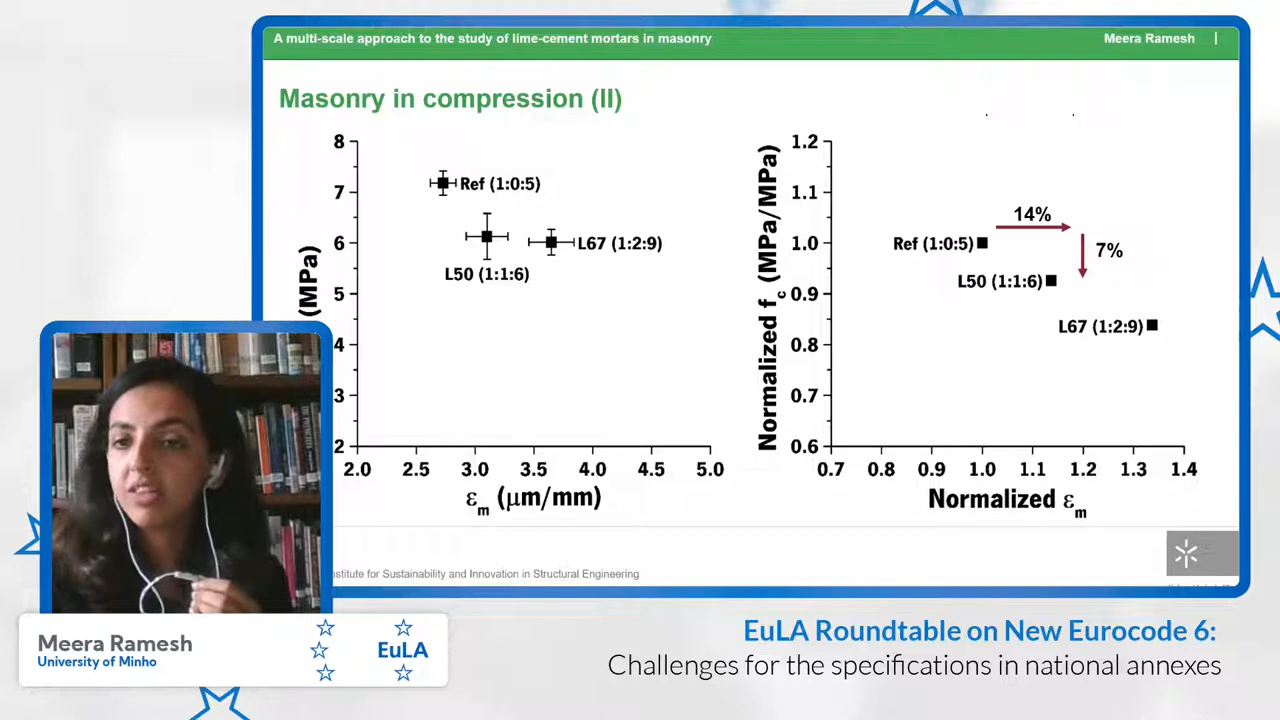 A multi-scale approach to the study of lime-cement mortars in masonry
Meera Ramesh |
Masonry in compression (II)
8
7
6
5
4
3
2
(MPa)
Ref (1:0:5)
L50 (1:1:6)
L67 (1:2:9)
2.0 2.5 3.0 3.5 4.0 4.5 5.0
εm (μm/mm)
1.2
1.1
1.0
0.9
0.8
0.7
0.6
Normalized fc (MPa/MPa)
14%
7%
Ref (1:0:5)
L50 (1:1:6)
L67 (1:2:9)
0.7 0.8 0.9 1.0 1.1 1.2 1.3 1.4
Normalized εm
for Sustainability and Innovation in Structural Engineering
Meera Ramesh
University of Minho
EuLA
EuLA Roundtable on New Eurocode 6:
Challenges for the specifications in national annexes